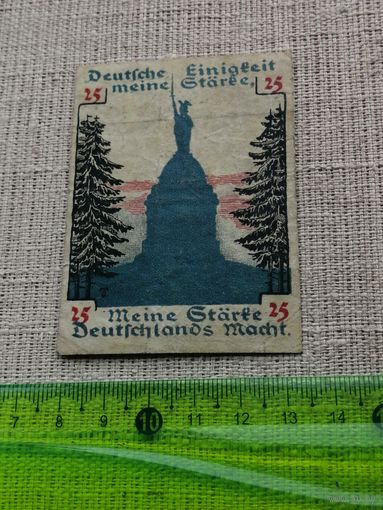 Deutsche Einigkeit
25 meine Stärke, 25
25 Meine Stärke 25
Deutschlands Macht.
7 8 9 10 11 12 13 14